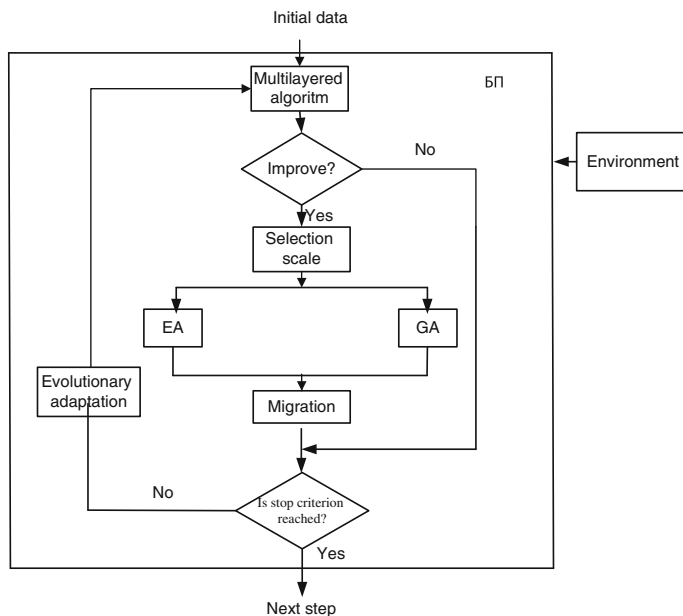 Initial data
Multilayered
algoritm
БП
Improve?
No
Environment
Yes
Selection
scale
EA
GA
Evolutionary
adaptation
Migration
No
Is stop criterion
reached?
Yes
Next step